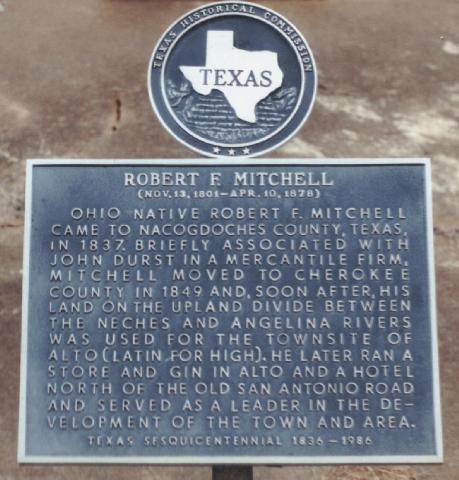 TEXAS HISTORICAL COMMISSION
TEXAS
ROBERT F. MITCHELL
(NOV. 13, 1801 – APR. 10, 1878)
OHIO NATIVE ROBERT F. MITCHELL
CAME TO NACOGDOCHES COUNTY, TEXAS,
IN 1837. BRIEFLY ASSOCIATED WITH
JOHN DURST IN A MERCANTILE FIRM,
MITCHELL MOVED TO CHEROKEE
COUNTY IN 1849 AND, SOON AFTER, HIS
LAND ON THE UPLAND DIVIDE BETWEEN
THE NECHES AND ANGELINA RIVERS
WAS USED FOR THE TOWNSITE OF
ALTO (LATIN FOR HIGH). HE LATER RAN A
STORE AND GIN IN ALTO AND A HOTEL
NORTH OF THE OLD SAN ANTONIO ROAD
AND SERVED AS A LEADER IN THE DE-
VELOPMENT OF THE TOWN AND AREA.
TEXAS SESQUICENTENNIAL 1836 – 1986